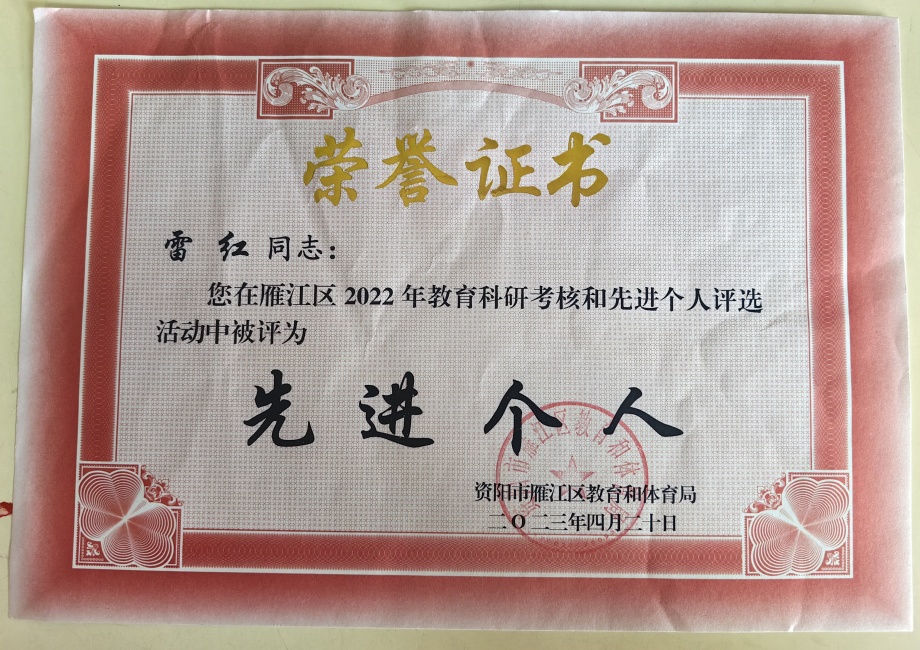 荣誉证书
雷 红 同志：
您在雁江区 2022 年教育科研考核和先进个人评选
活动中被评为
先进个人
资阳市雁江区教育和体育局
二〇二三年四月二十日